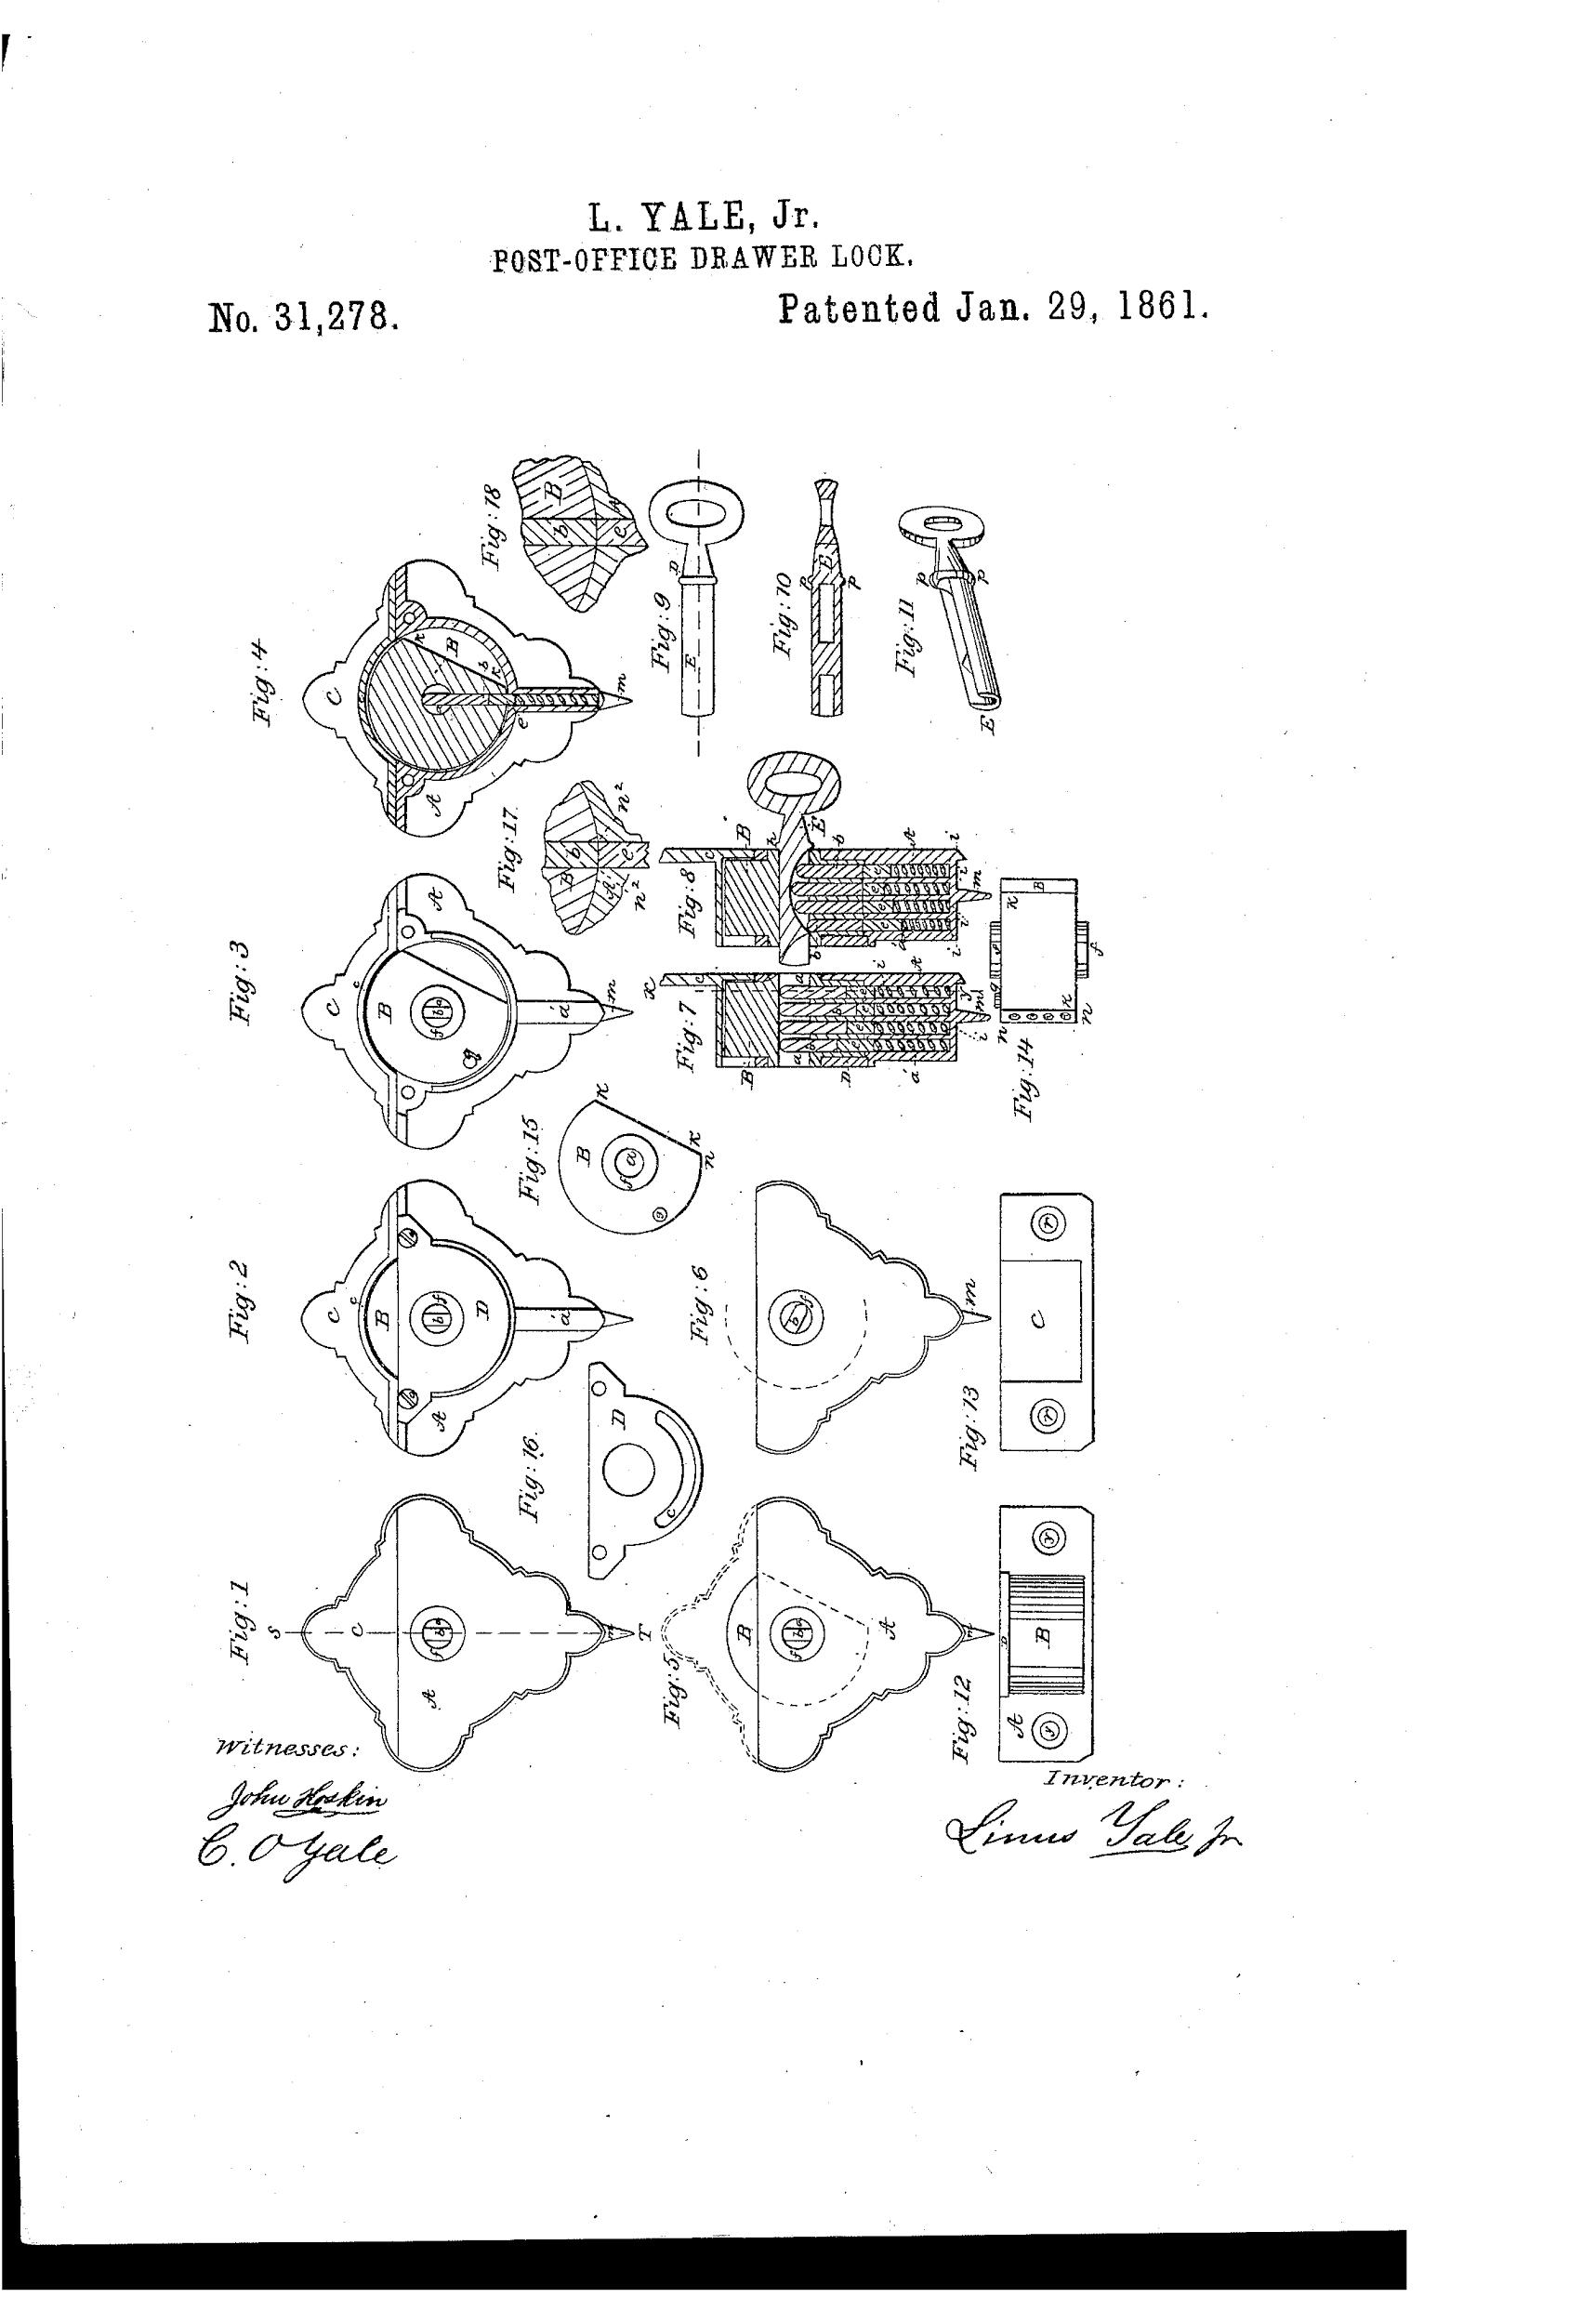 L. YALE, Jr.
POST-OFFICE DRAWER LOCK.
No. 31,278.
Patented Jan. 29, 1861.
Fig: 1
S
C
A
f
b
m
T
Fig: 2
C
c
B
b
f
D
a'
A
Fig: 3
C
c
B
A
f
b
g
a'
m
Fig: 4
C
A
B
K
b
K
e
m
Fig: 5
B
f
b
A
m
Fig: 6
b
f
m
Fig: 16.
D
c
Fig: 15
B
f
a
g
K
K
n
Fig: 17.
B
b
e
n²
n²
Fig: 18
B
b
e
Fig: 7
x
c
B
a
a
D
A
i
a'
y
m
i
Fig: 8
c
B
p
E
b
A
i
i
m
i
i
Fig: 9
E
p
Fig: 10
E
p
p
Fig: 11
p
p
E
Fig: 12
A
y
B
y
Fig: 13
r
C
r
Fig: 14
K
B
f
f
g
K
n
n
Witnesses:
John Hoskin
C. O Yale
Inventor:
Linus Yale Jr